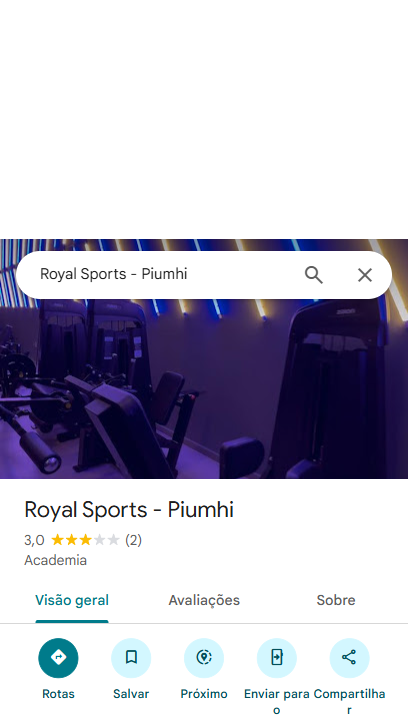 Royal Sports - Piumhi
Royal Sports - Piumhi
3,0 (2)
Academia
Visão geral Avaliações Sobre
Rotas Salvar Próximo Enviar para o Compartilhar